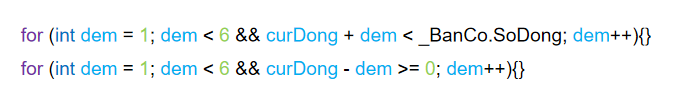 for (int dem = 1; dem < 6 && curDong + dem < _BanCo.SoDong; dem++){}
for (int dem = 1; dem < 6 && curDong - dem >= 0; dem++){}